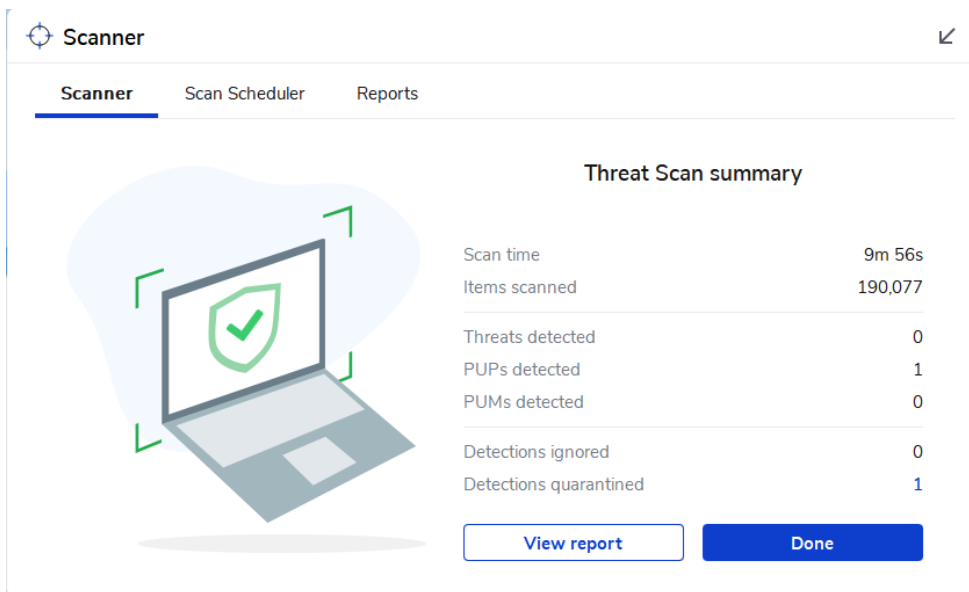 Scanner
Scanner Scan Scheduler Reports
Threat Scan summary
Scan time 9m 56s
Items scanned 190,077
Threats detected 0
PUPs detected 1
PUMs detected 0
Detections ignored 0
Detections quarantined 1
View report Done